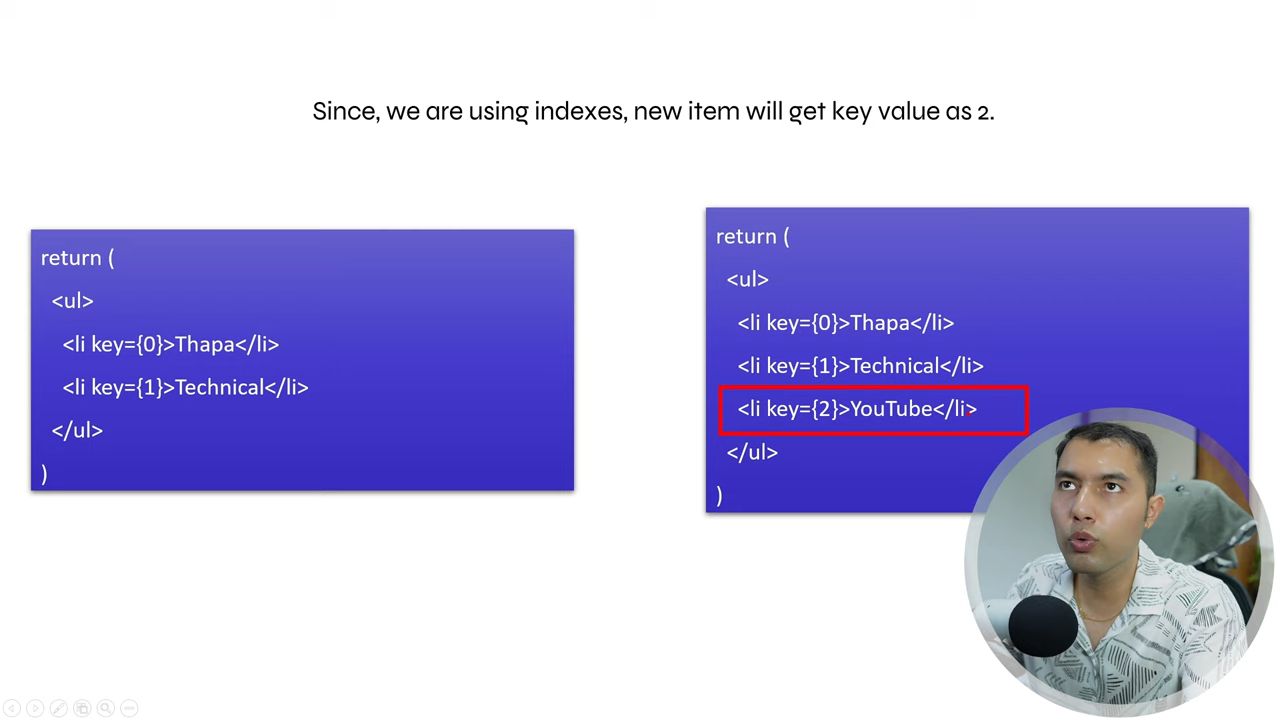 Since, we are using indexes, new item will get key value as 2.
return (
<ul>
<li key={0}>Thapa</li>
<li key={1}>Technical</li>
</ul>
)
return (
<ul>
<li key={0}>Thapa</li>
<li key={1}>Technical</li>
<li key={2}>YouTube</li>
</ul>
)